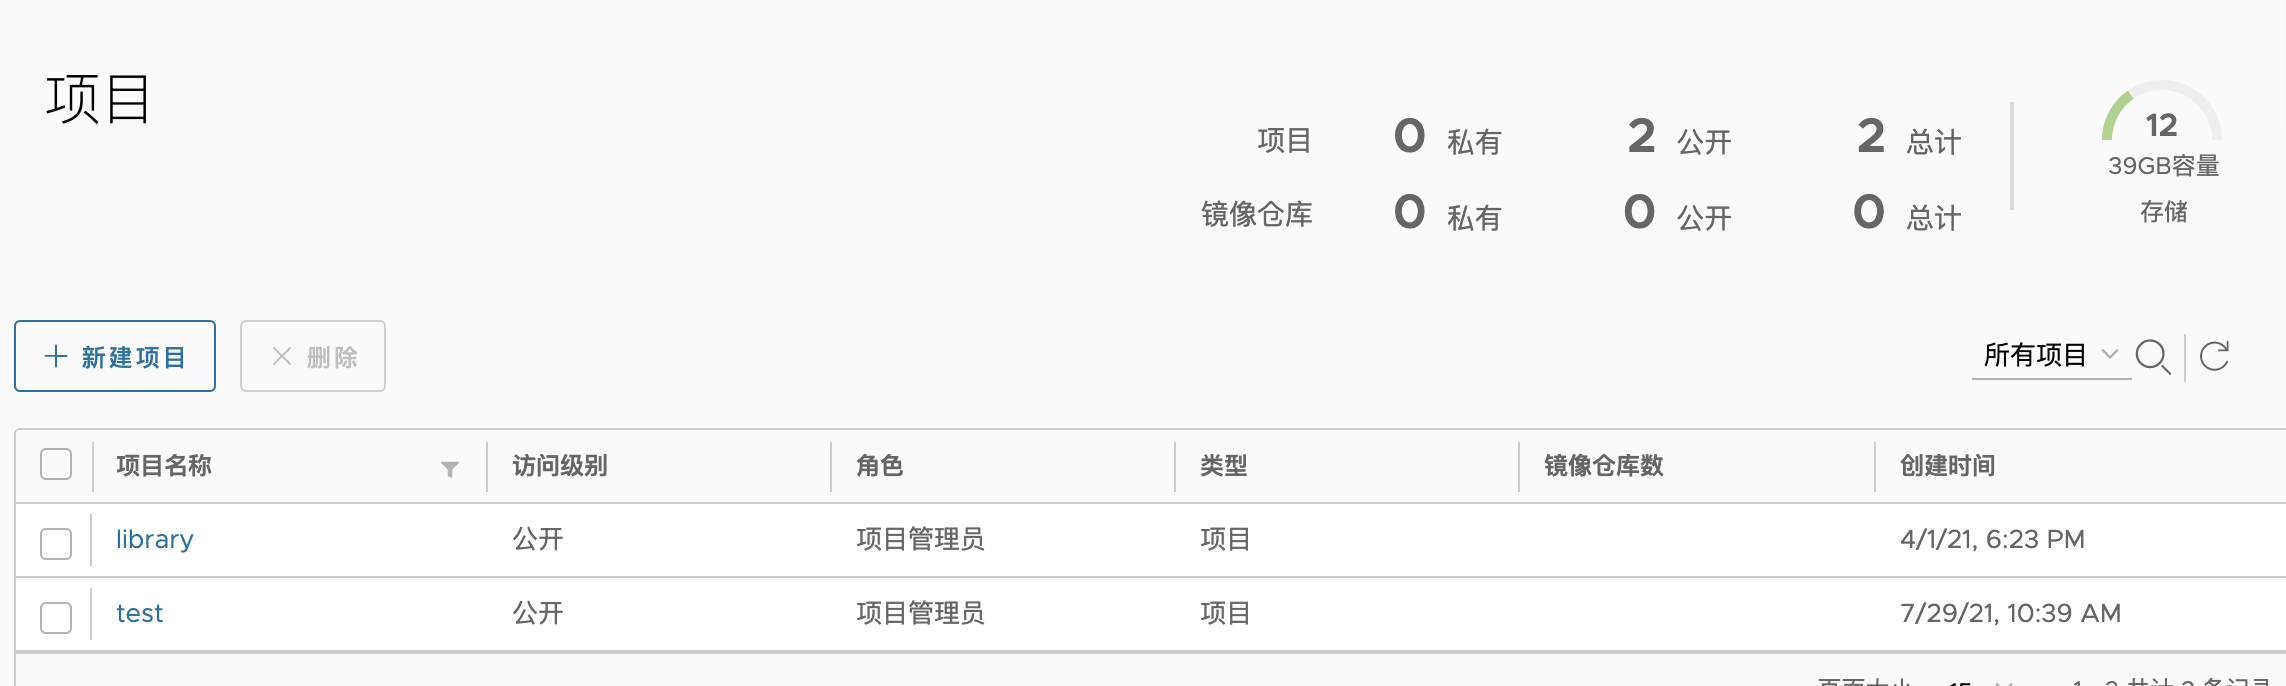 项目
项目 0 私有 2 公开 2 总计
镜像仓库 0 私有 0 公开 0 总计
12
39GB容量
存储
新建项目 删除
所有项目
项目名称 访问级别 角色 类型 镜像仓库数 创建时间
library 公开 项目管理员 项目 4/1/21, 6:23 PM
test 公开 项目管理员 项目 7/29/21, 10:39 AM
页面大小 15